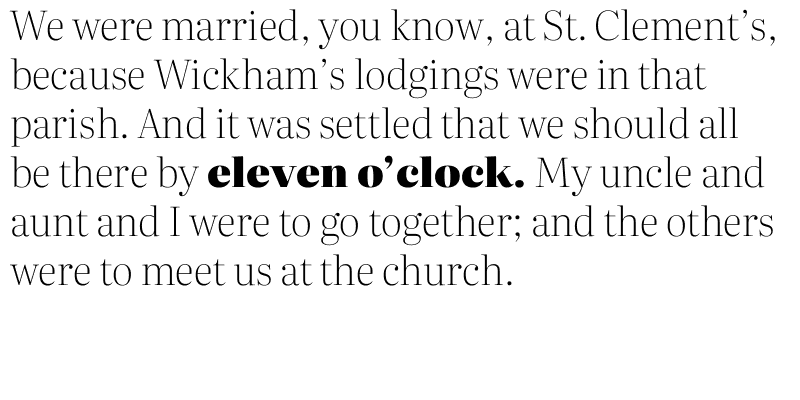 We were married, you know, at St. Clement’s,
because Wickham’s lodgings were in that
parish. And it was settled that we should all
be there by eleven o’clock. My uncle and
aunt and I were to go together; and the others
were to meet us at the church.